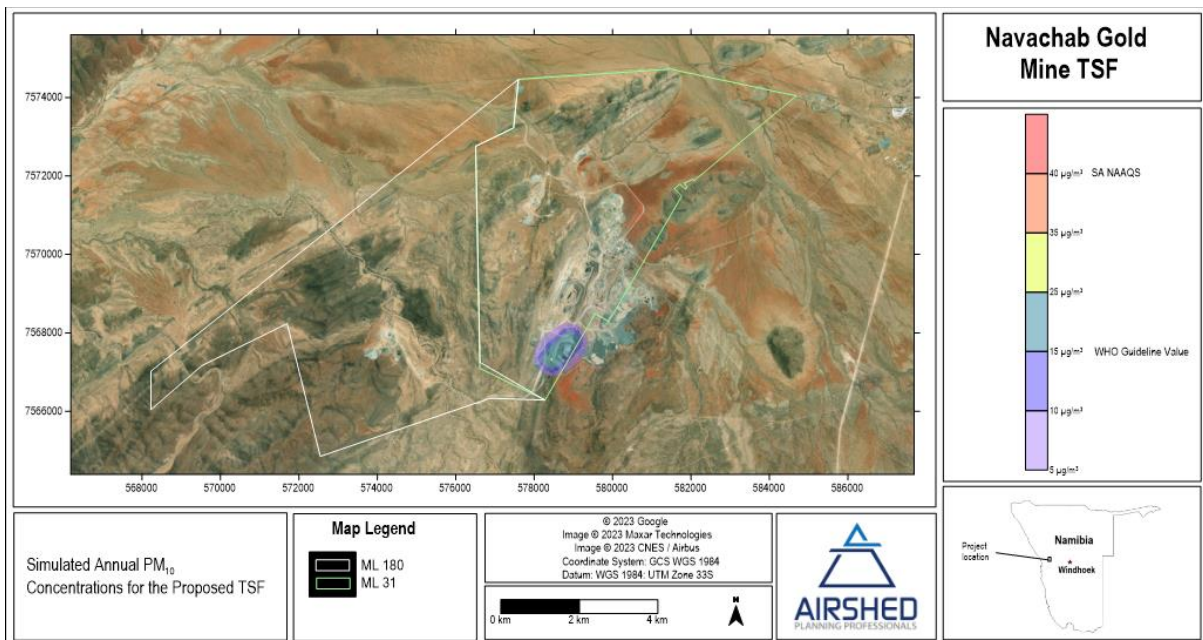 Navachab Gold
Mine TSF
7574000
7572000
7570000
7568000
7566000
568000
570000
572000
574000
576000
578000
580000
582000
584000
586000
40 µg/m³ SA NAAQS
35 µg/m³
25 µg/m³
15 µg/m³ WHO Guideline Value
10 µg/m³
5 µg/m³
Simulated Annual PM₁₀
Concentrations for the Proposed TSF
Map Legend
ML 180
ML 31
© 2023 Google
Image © 2023 Maxar Technologies
Image © 2023 CNES / Airbus
Coordinate System: GCS WGS 1984
Datum: WGS 1984: UTM Zone 33S
0 km
2 km
4 km
N
AIRSHED
PLANNING PROFESSIONALS
Project
location
Namibia
Windhoek